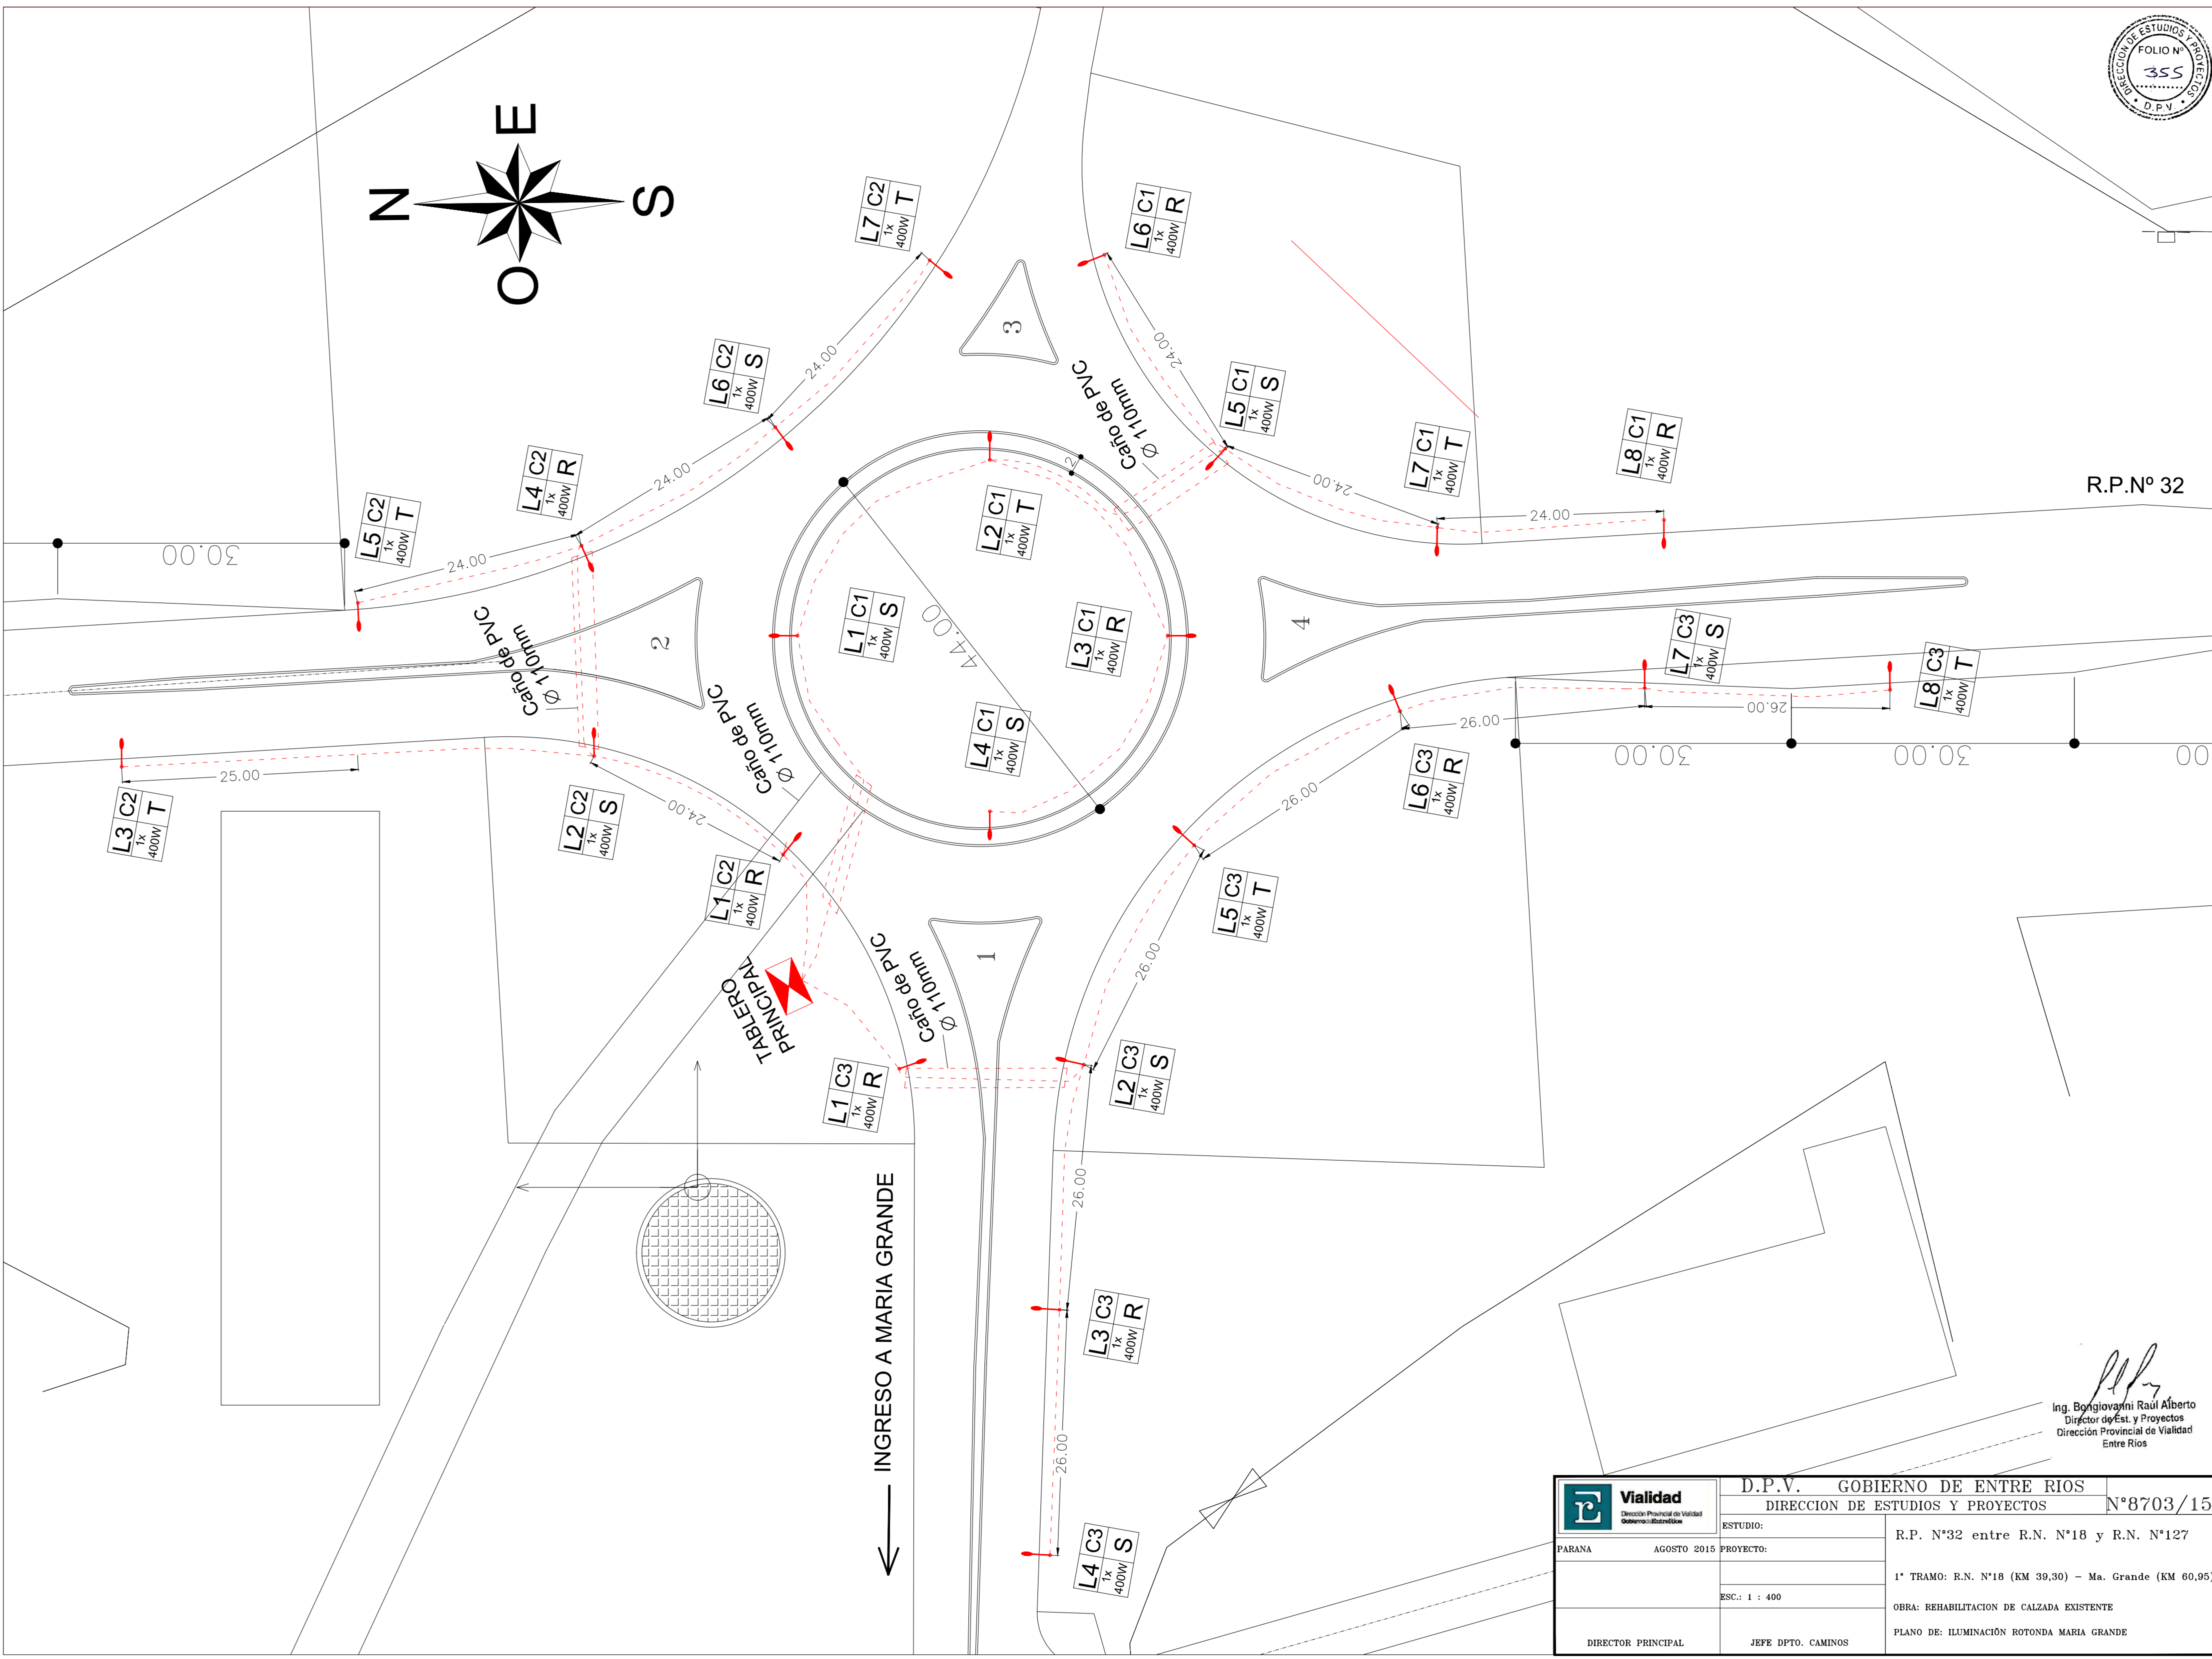 DIRECCION DE ESTUDIOS Y PROYECTOS
FOLIO Nº
355
D.P.V.
N
E
S
O
L7 C2
1x
400W T
L6 C1
1x
400W R
L6 C2
1x
400W S
L5 C1
1x
400W S
L4 C2
1x
400W R
L5 C2
1x
400W T
L7 C1
1x
400W T
L8 C1
1x
400W R
R.P.Nº 32
24.00
24.00
24.00
24.00
24.00
24.00
30.00
3
2
Caño de PVC
Ø 110mm
L2 C1
1x
400W T
L1 C1
1x
400W S
L3 C1
1x
400W R
L4 C1
1x
400W S
44.00
2
4
Caño de PVC
Ø 110mm
Caño de PVC
Ø 110mm
L7 C3
1x
400W S
L8 C3
1x
400W T
26.00
26.00
30.00
30.00
00
25.00
24.00
L3 C2
1x
400W T
L2 C2
1x
400W S
L1 C2
1x
400W R
L6 C3
1x
400W R
26.00
L5 C3
1x
400W T
26.00
1
TABLERO
PRINCIPAL
Caño de PVC
Ø 110mm
L1 C3
1x
400W R
L2 C3
1x
400W S
26.00
L3 C3
1x
400W R
26.00
L4 C3
1x
400W S
INGRESO A MARIA GRANDE
Ing. Bongiovanni Raúl Alberto
Director de Est. y Proyectos
Dirección Provincial de Vialidad
Entre Rios
r
Vialidad
Dirección Provincial de Vialidad
D.P.V. GOBIERNO DE ENTRE RIOS
DIRECCION DE ESTUDIOS Y PROYECTOS
N°8703/15
ESTUDIO:
R.P. N°32 entre R.N. N°18 y R.N. N°127
PARANA AGOSTO 2015
PROYECTO:
1° TRAMO: R.N. N°18 (KM 39,30) – Ma. Grande (KM 60,95)
ESC.: 1 : 400
OBRA: REHABILITACION DE CALZADA EXISTENTE
PLANO DE: ILUMINACIÓN ROTONDA MARIA GRANDE
DIRECTOR PRINCIPAL
JEFE DPTO. CAMINOS